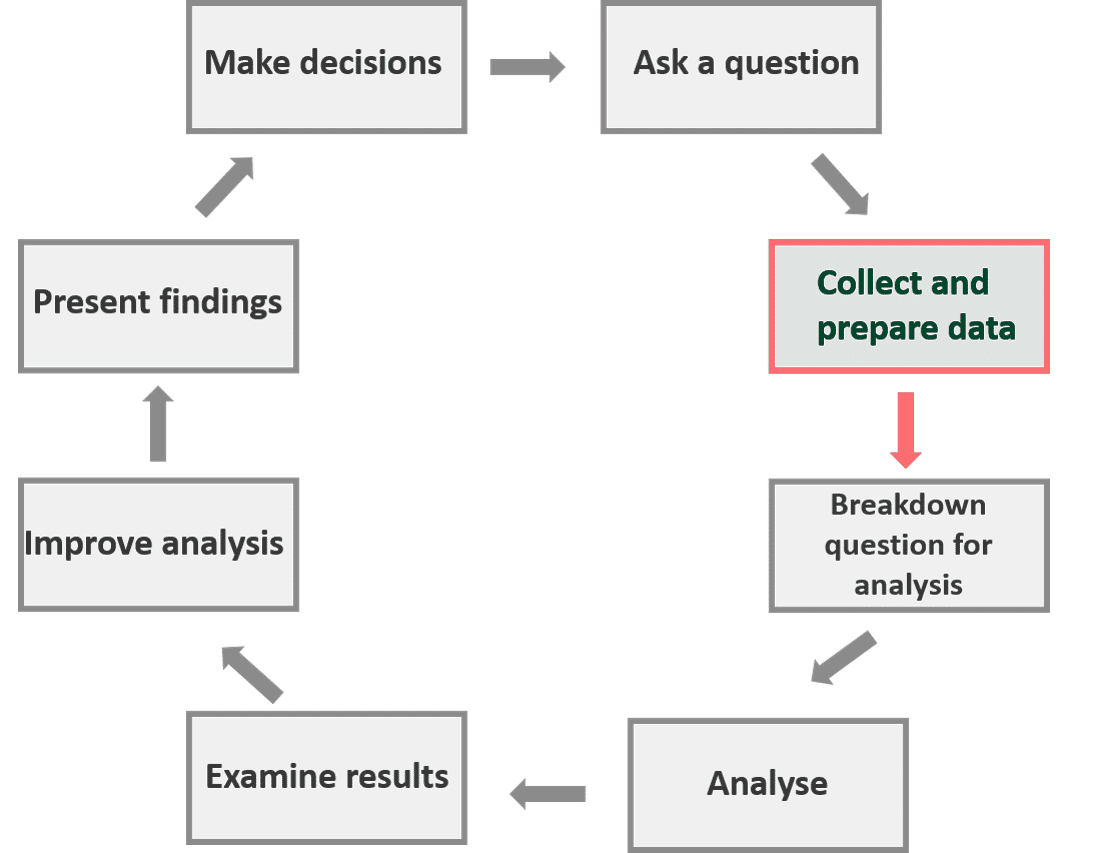 Make decisions
Ask a question
Collect and
prepare data
Breakdown
question for
analysis
Analyse
Examine results
Improve analysis
Present findings